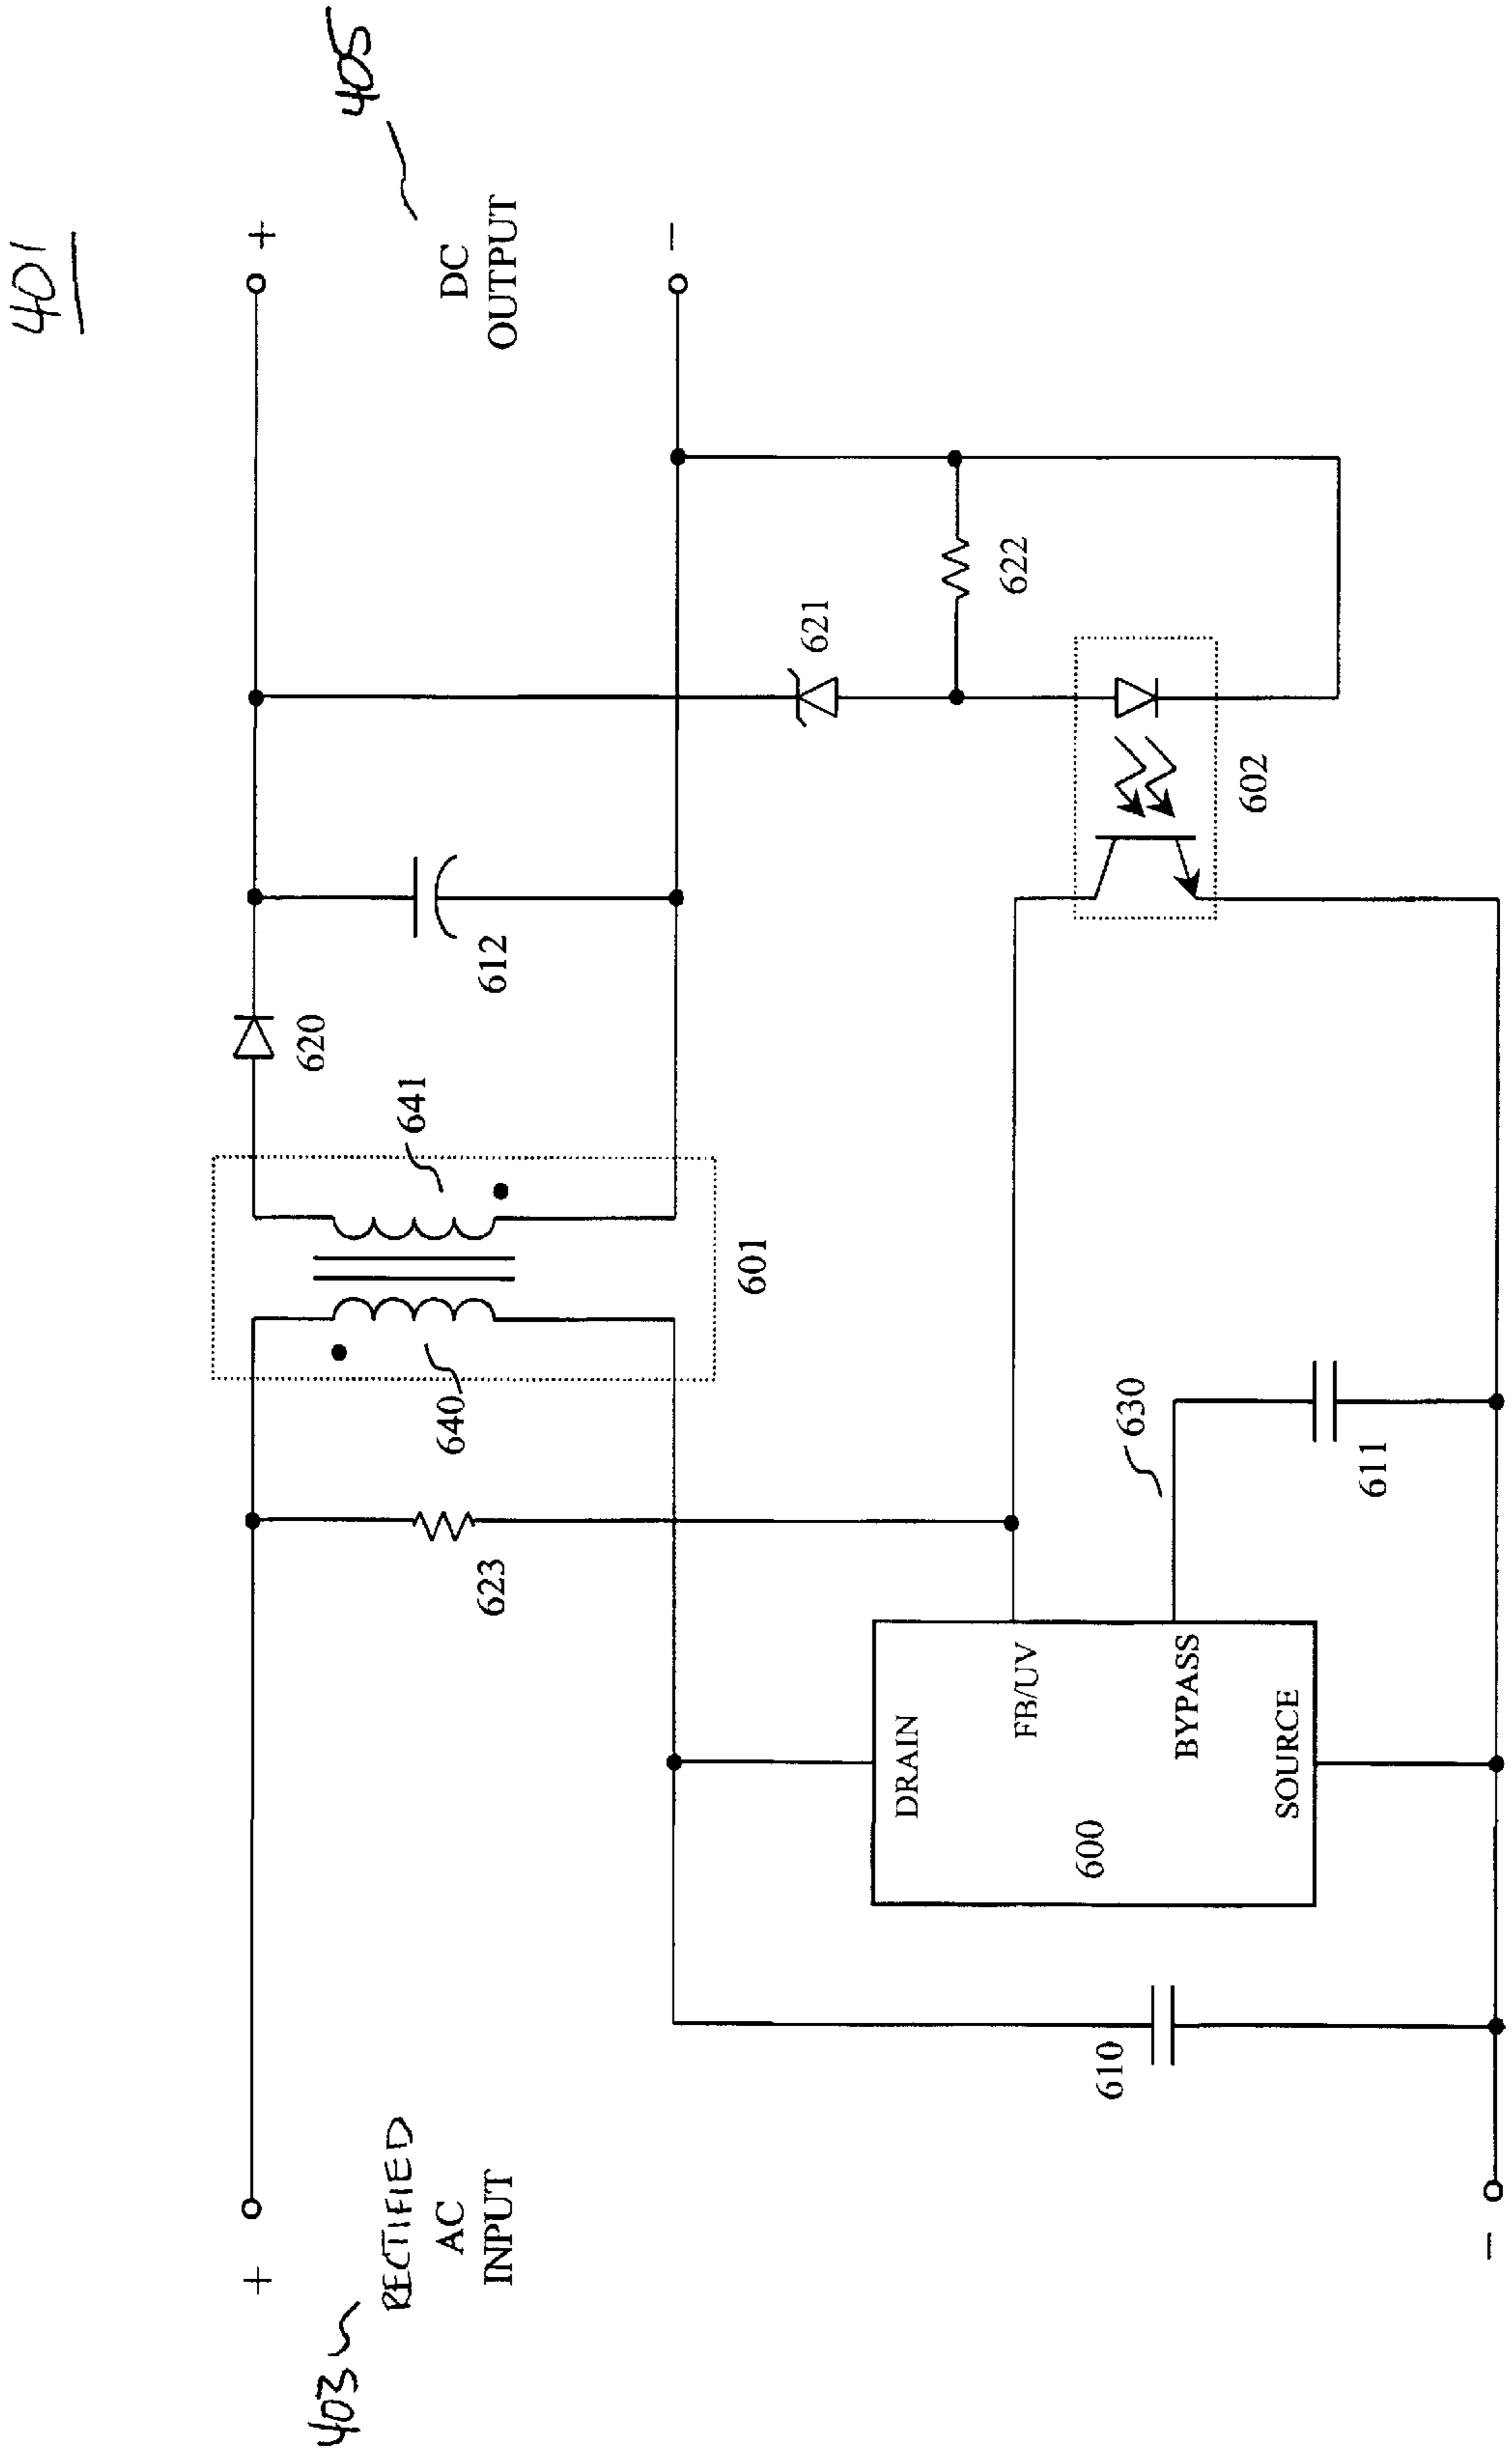 401
405
+
DC
OUTPUT
-
641
620
612
621
622
640
601
602
623
630
611
DRAIN
FB/UV
600
BYPASS
SOURCE
610
403
+
RECTIFIED
AC
INPUT
-